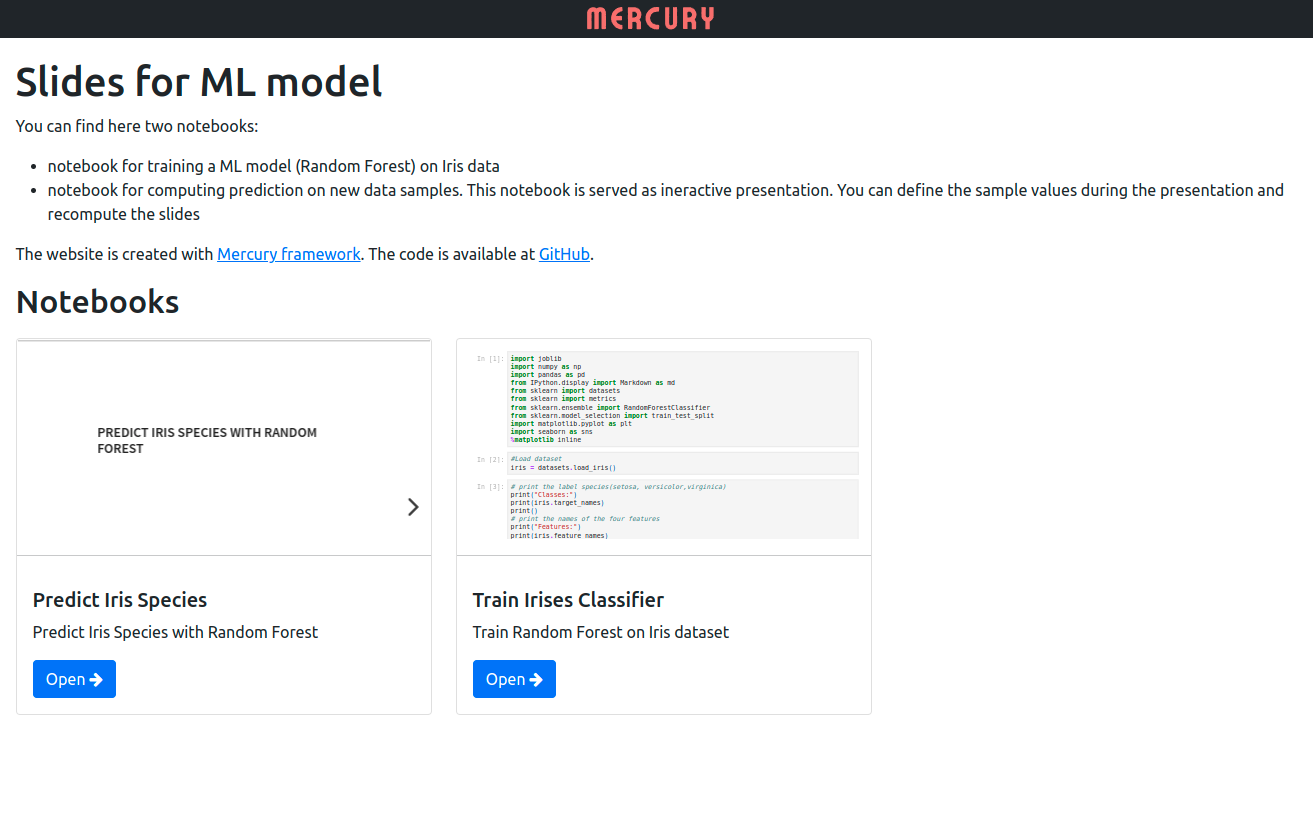 MERCURY
Slides for ML model
You can find here two notebooks:
• notebook for training a ML model (Random Forest) on Iris data
• notebook for computing prediction on new data samples. This notebook is served as ineractive presentation. You can define the sample values during the presentation and
recompute the slides
The website is created with Mercury framework. The code is available at GitHub.
Notebooks
PREDICT IRIS SPECIES WITH RANDOM
FOREST
Predict Iris Species
Predict Iris Species with Random Forest
Open
In [1]: import joblib
import numpy as np
import pandas as pd
from IPython.display import Markdown as md
from sklearn import datasets
from sklearn import metrics
from sklearn.ensemble import RandomForestClassifier
from sklearn.model_selection import train_test_split
import matplotlib.pyplot as plt
import seaborn as sns
%matplotlib inline
In [2]: #Load dataset
iris = datasets.load_iris()
In [3]: # print the label species(setosa, versicolor,virginica)
print("Classes:")
print(iris.target_names)
print()
# print the names of the four features
print("Features:")
print(iris.feature_names)
Train Irises Classifier
Train Random Forest on Iris dataset
Open